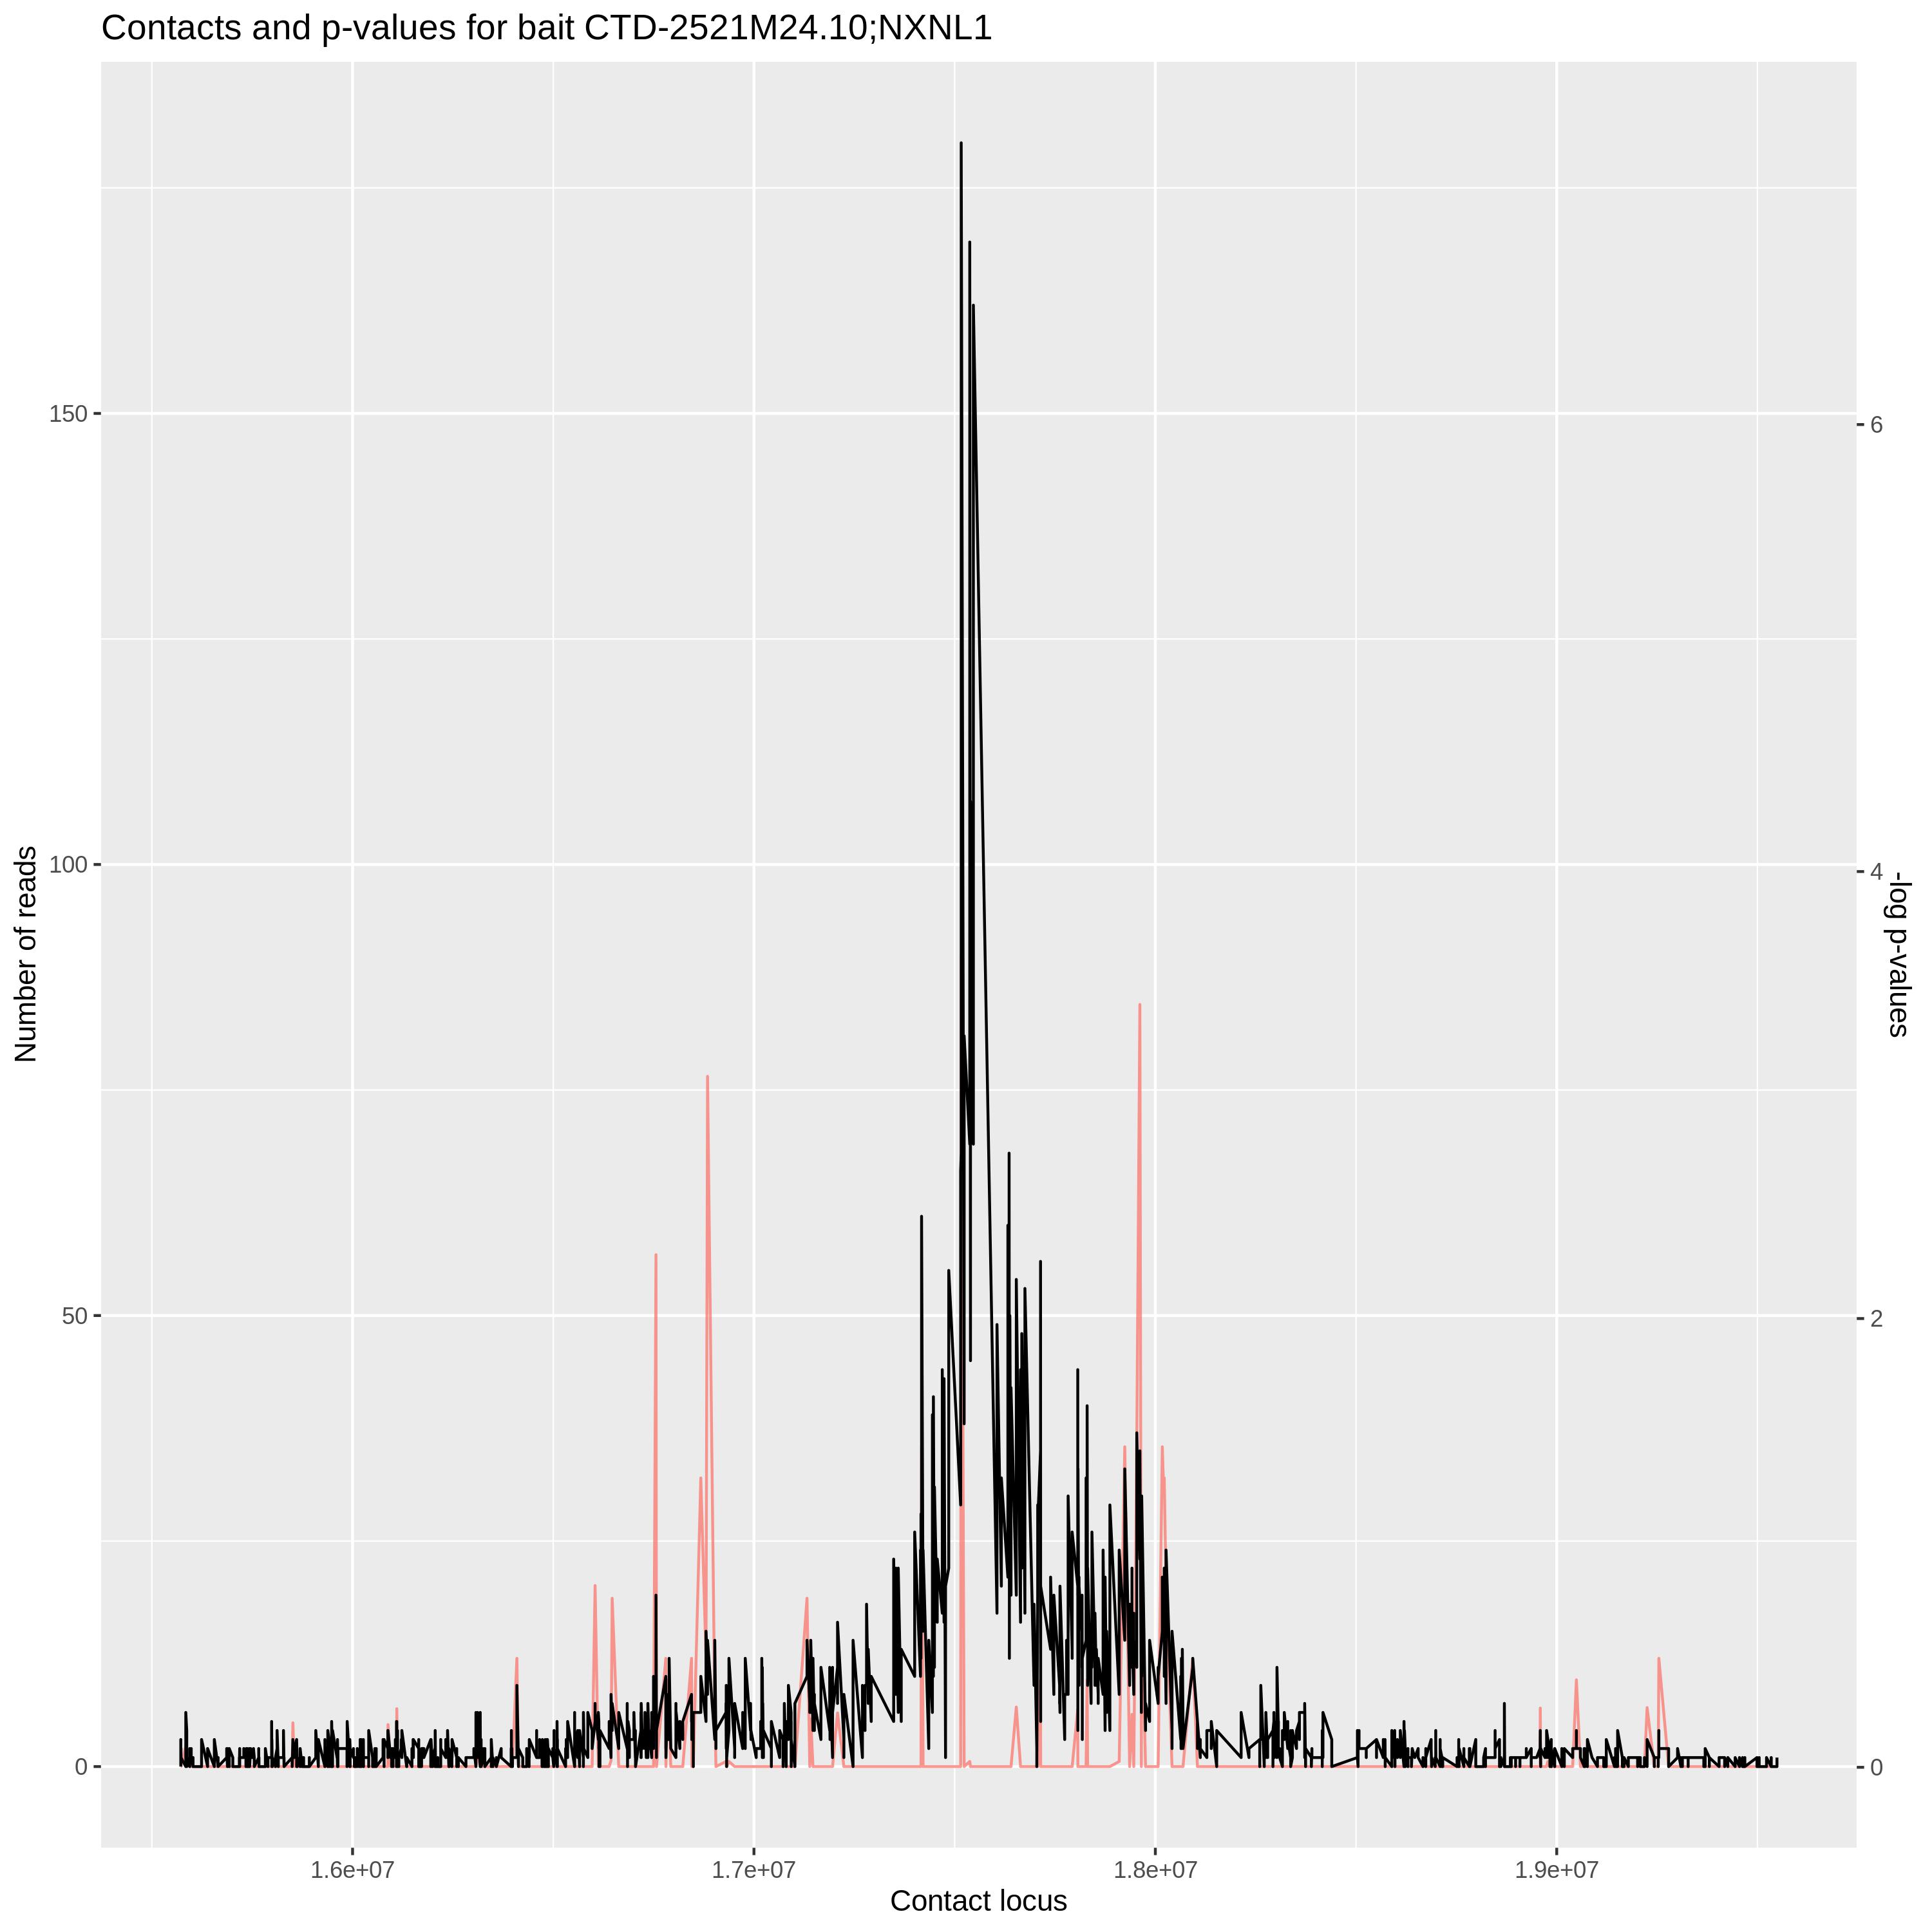 Contacts and p-values for bait CTD-2521M24.10;NXNL1
Number of reads
150
100
50
0
6
4
2
0
-log p-values
1.6e+07
1.7e+07
1.8e+07
1.9e+07
Contact locus